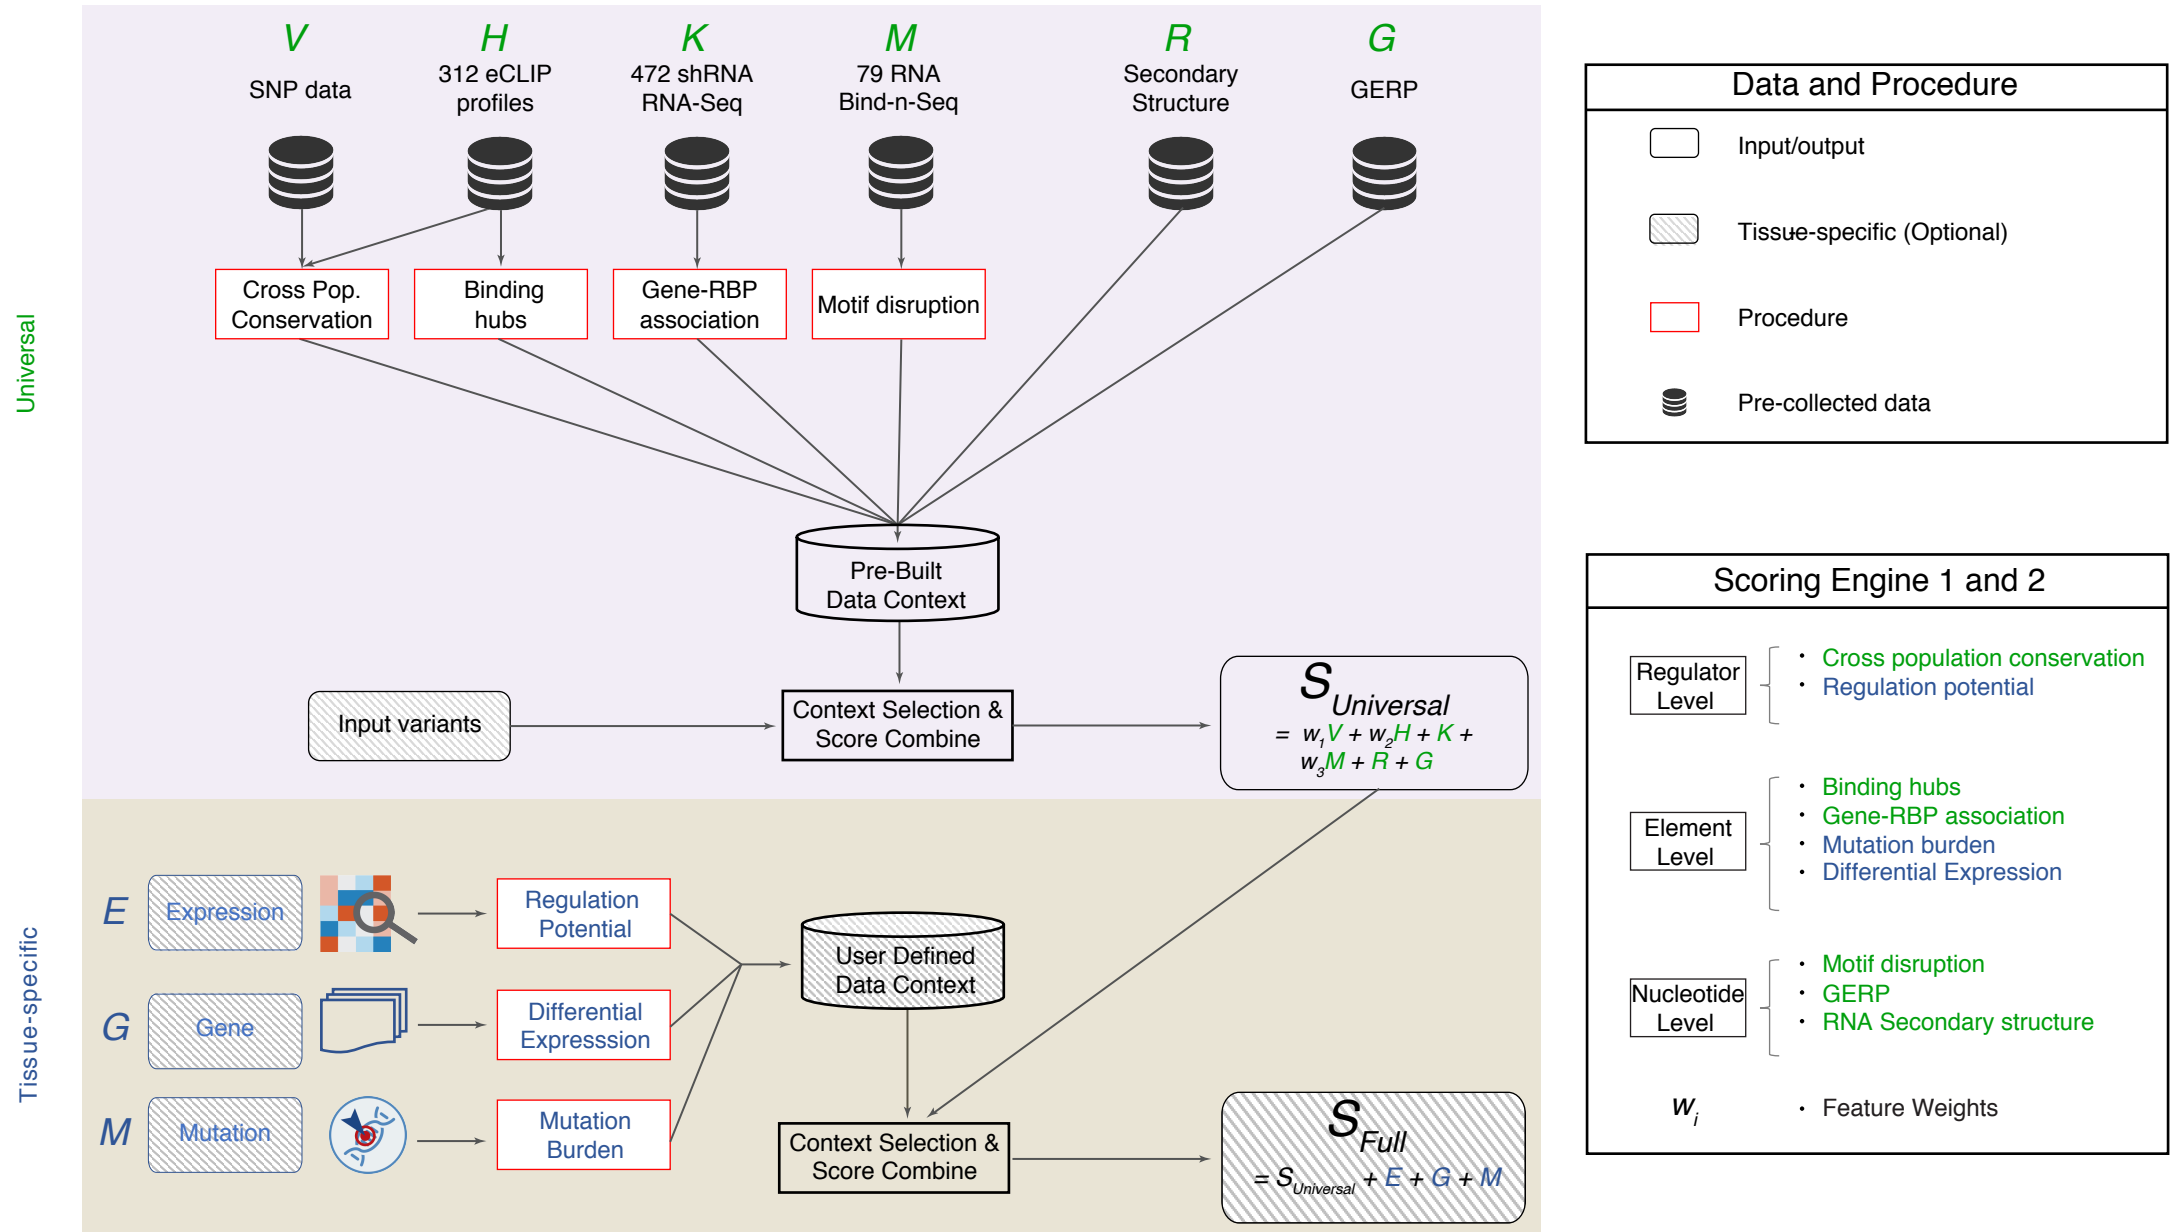 V
H
K
M
R
G
SNP data
312 eCLIP
profiles
472 shRNA
RNA-Seq
79 RNA
Bind-n-Seq
Secondary
Structure
GERP
Cross Pop.
Conservation
Binding
hubs
Gene-RBP
association
Motif disruption
Universal
Pre-Built
Data Context
Input variants
Context Selection &
Score Combine
S Universal
= w1V + w2H + K +
w3M + R + G
Tissue-specific
E
Expression
Regulation
Potential
G
Gene
Differential
Expresssion
M
Mutation
Mutation
Burden
User Defined
Data Context
Context Selection &
Score Combine
S Full
= S Universal + E + G + M
Data and Procedure
Input/output
Tissue-specific (Optional)
Procedure
Pre-collected data
Scoring Engine 1 and 2
Regulator
Level
· Cross population conservation
· Regulation potential
Element
Level
· Binding hubs
· Gene-RBP association
· Mutation burden
· Differential Expression
Nucleotide
Level
· Motif disruption
· GERP
· RNA Secondary structure
wi · Feature Weights